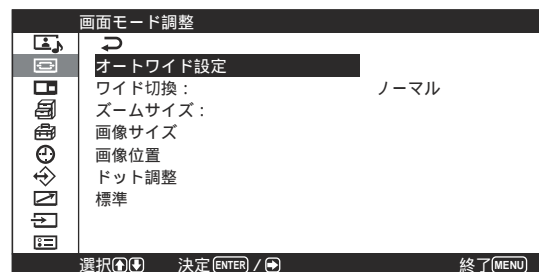 画面モード調整
オートワイド設定
ワイド切換： ノーマル
ズームサイズ：
画像サイズ
画像位置
ドット調整
標準
選択 決定 ENTER / 終了 MENU